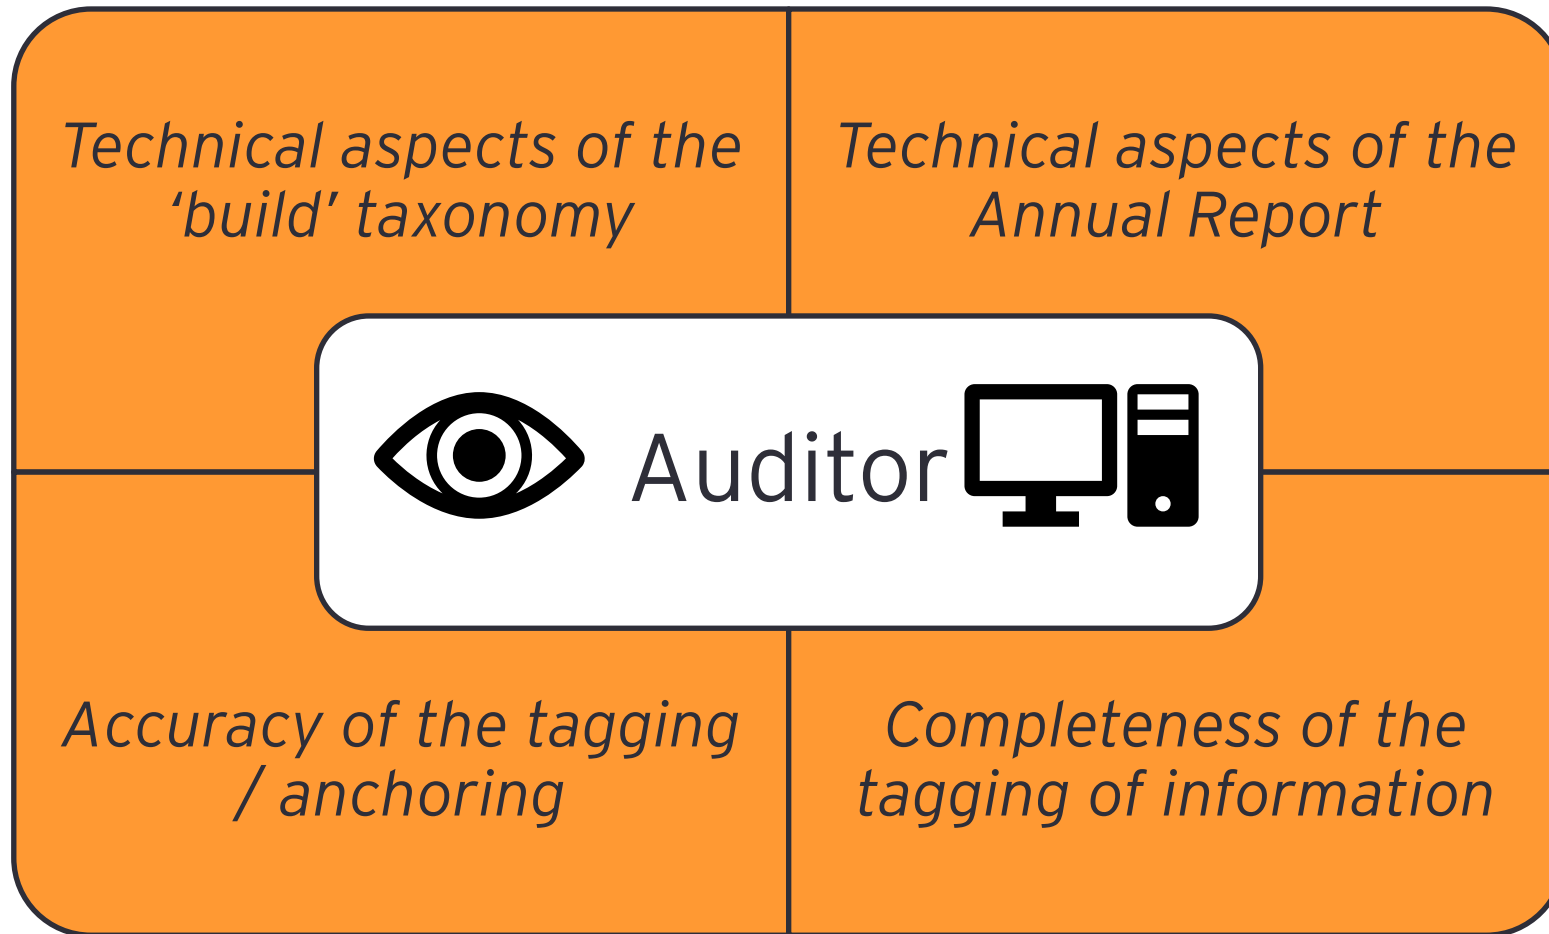 Technical aspects of the
‘build’ taxonomy
Technical aspects of the
Annual Report
Auditor
Accuracy of the tagging
/ anchoring
Completeness of the
tagging of information